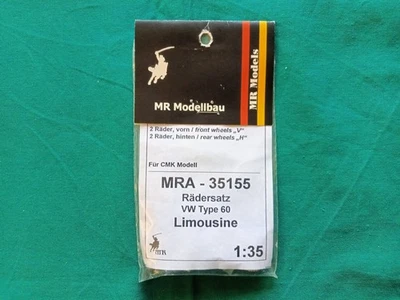 MR Modellbau
MR Models
2 Räder, vorn / front wheels „V“
2 Räder, hinten / rear wheels „H“
Für CMK Modell
MRA - 35155
Rädersatz
VW Type 60
Limousine
1:35
MR